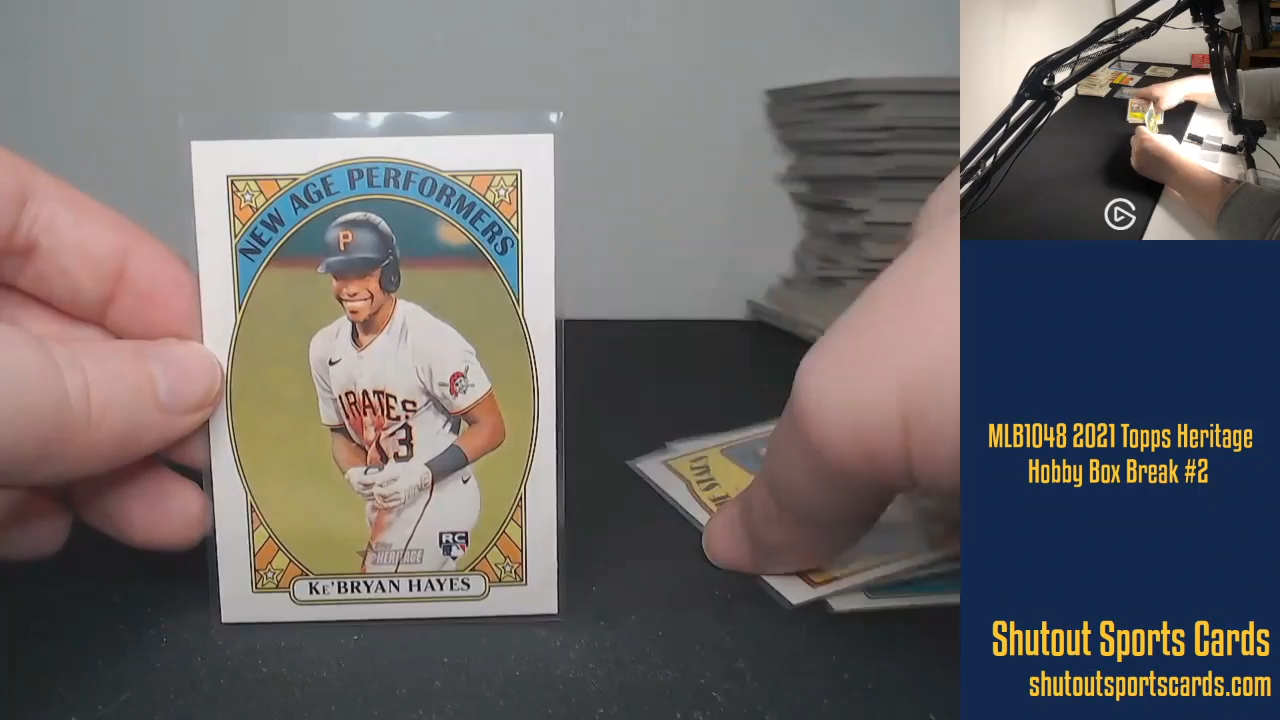 NEW AGE PERFORMERS
P
PIRATES
13
RC
TOPPS
HERITAGE
KE'BRYAN HAYES
MLB1048 2021 Topps Heritage
Hobby Box Break #2
Shutout Sports Cards
shutoutsportscards.com